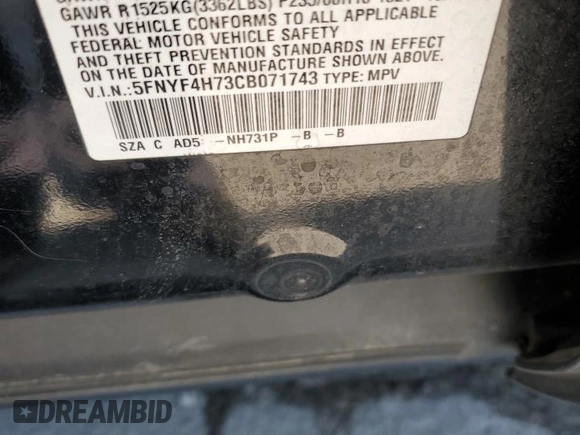 GAWR R1525KG(3362LBS)
THIS VEHICLE CONFORMS TO ALL APPLICABLE
FEDERAL MOTOR VEHICLE SAFETY BUMPER,
AND THEFT PREVENTION STANDARDS IN EFFECT
ON THE DATE OF MANUFACTURE SHOWN ABOVE.
V.I.N.:5FNYF4H73CB071743 TYPE: MPV
SZA C AD5: -NH731P -B -B
DREAMBID